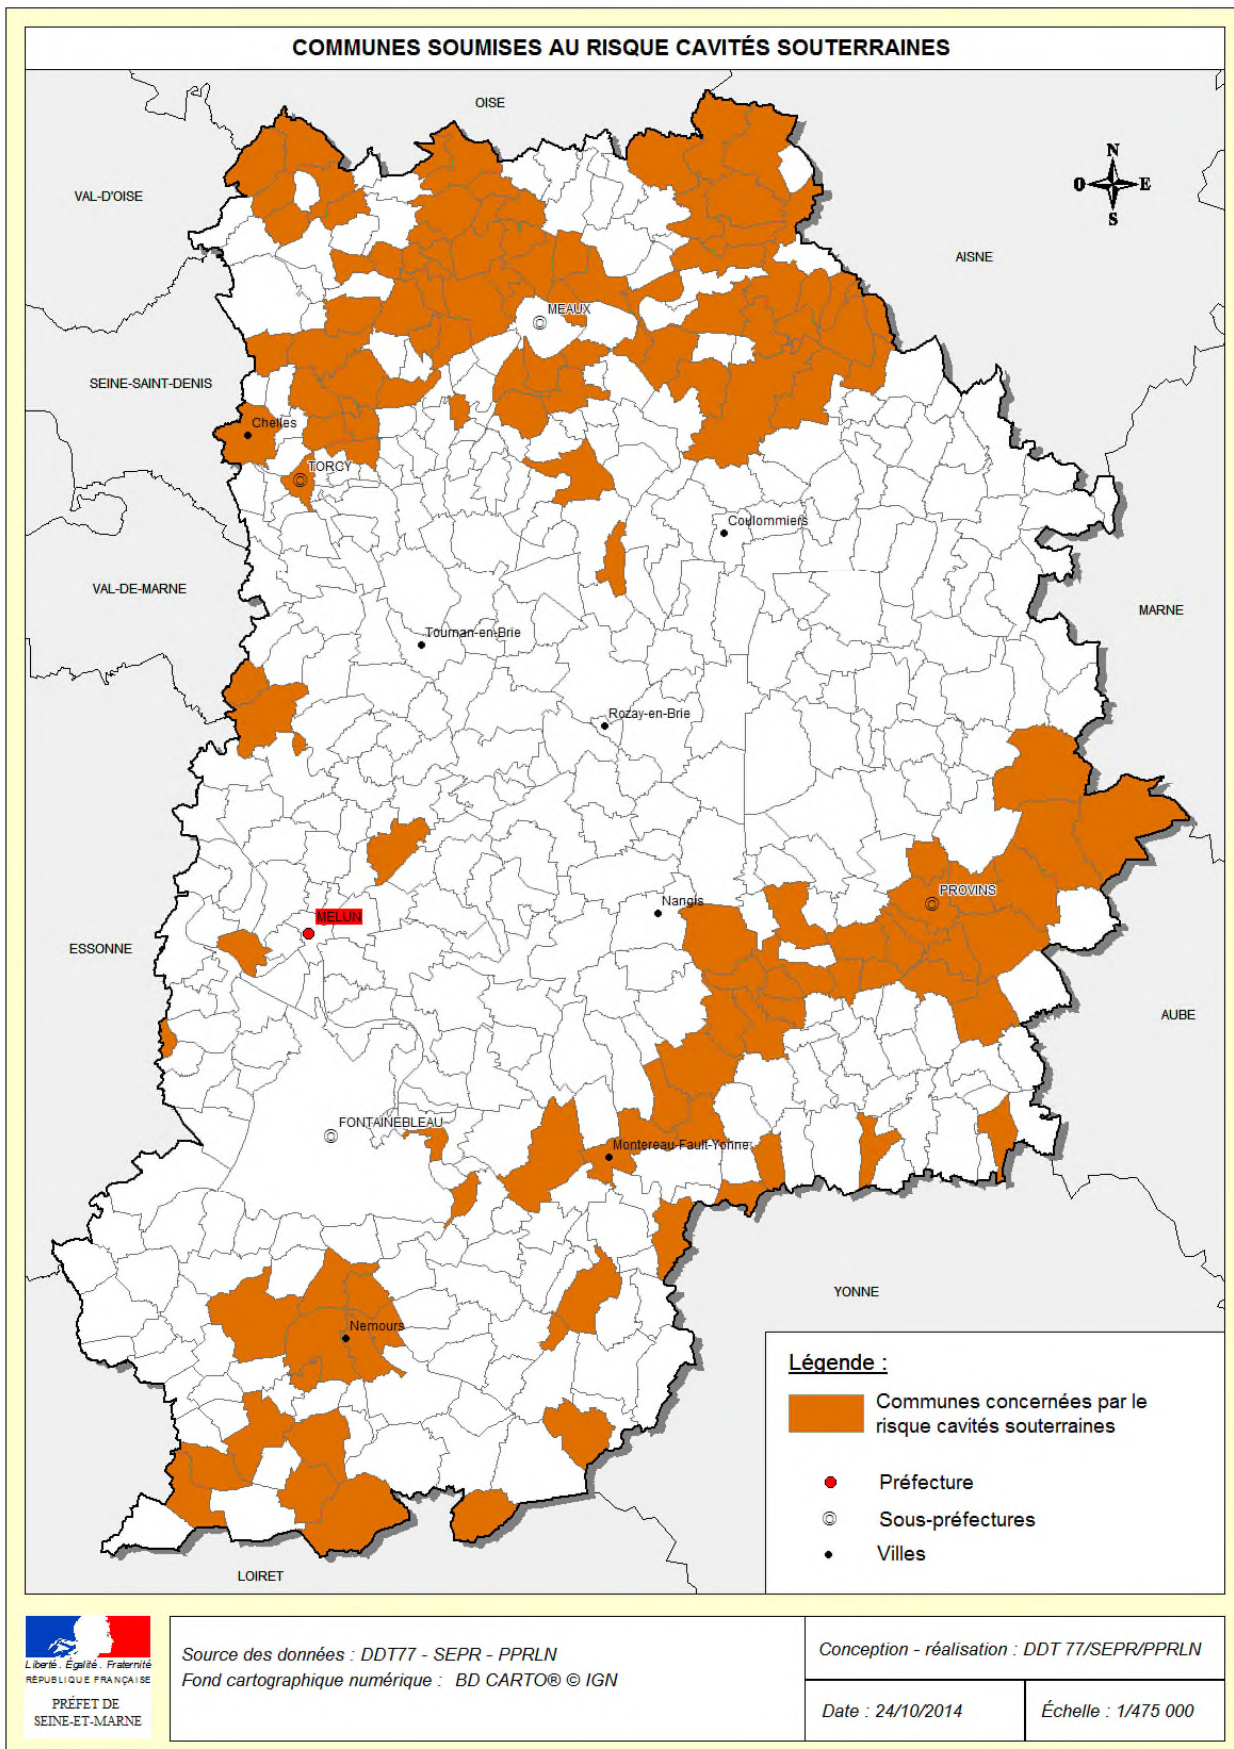 COMMUNES SOUMISES AU RISQUE CAVITÉS SOUTERRAINES
OISE
N
O E
S
VAL-D'OISE
AISNE
MEAUX
SEINE-SAINT-DENIS
Chelles
TORCY
Coulommiers
VAL-DE-MARNE
MARNE
Tournan-en-Brie
Rozay-en-Brie
PROVINS
Nangis
MELUN
ESSONNE
AUBE
FONTAINEBLEAU
Montereau-Fault-Yonne
YONNE
Nemours
LOIRET
Légende :
Communes concernées par le
risque cavités souterraines
Préfecture
Sous-préfectures
Villes
Liberté . Égalité . Fraternité
RÉPUBLIQUE FRANÇAISE
PRÉFET DE
SEINE-ET-MARNE
Source des données : DDT77 - SEPR - PPRLN
Fond cartographique numérique : BD CARTO® © IGN
Conception - réalisation : DDT 77/SEPR/PPRLN
Date : 24/10/2014
Échelle : 1/475 000